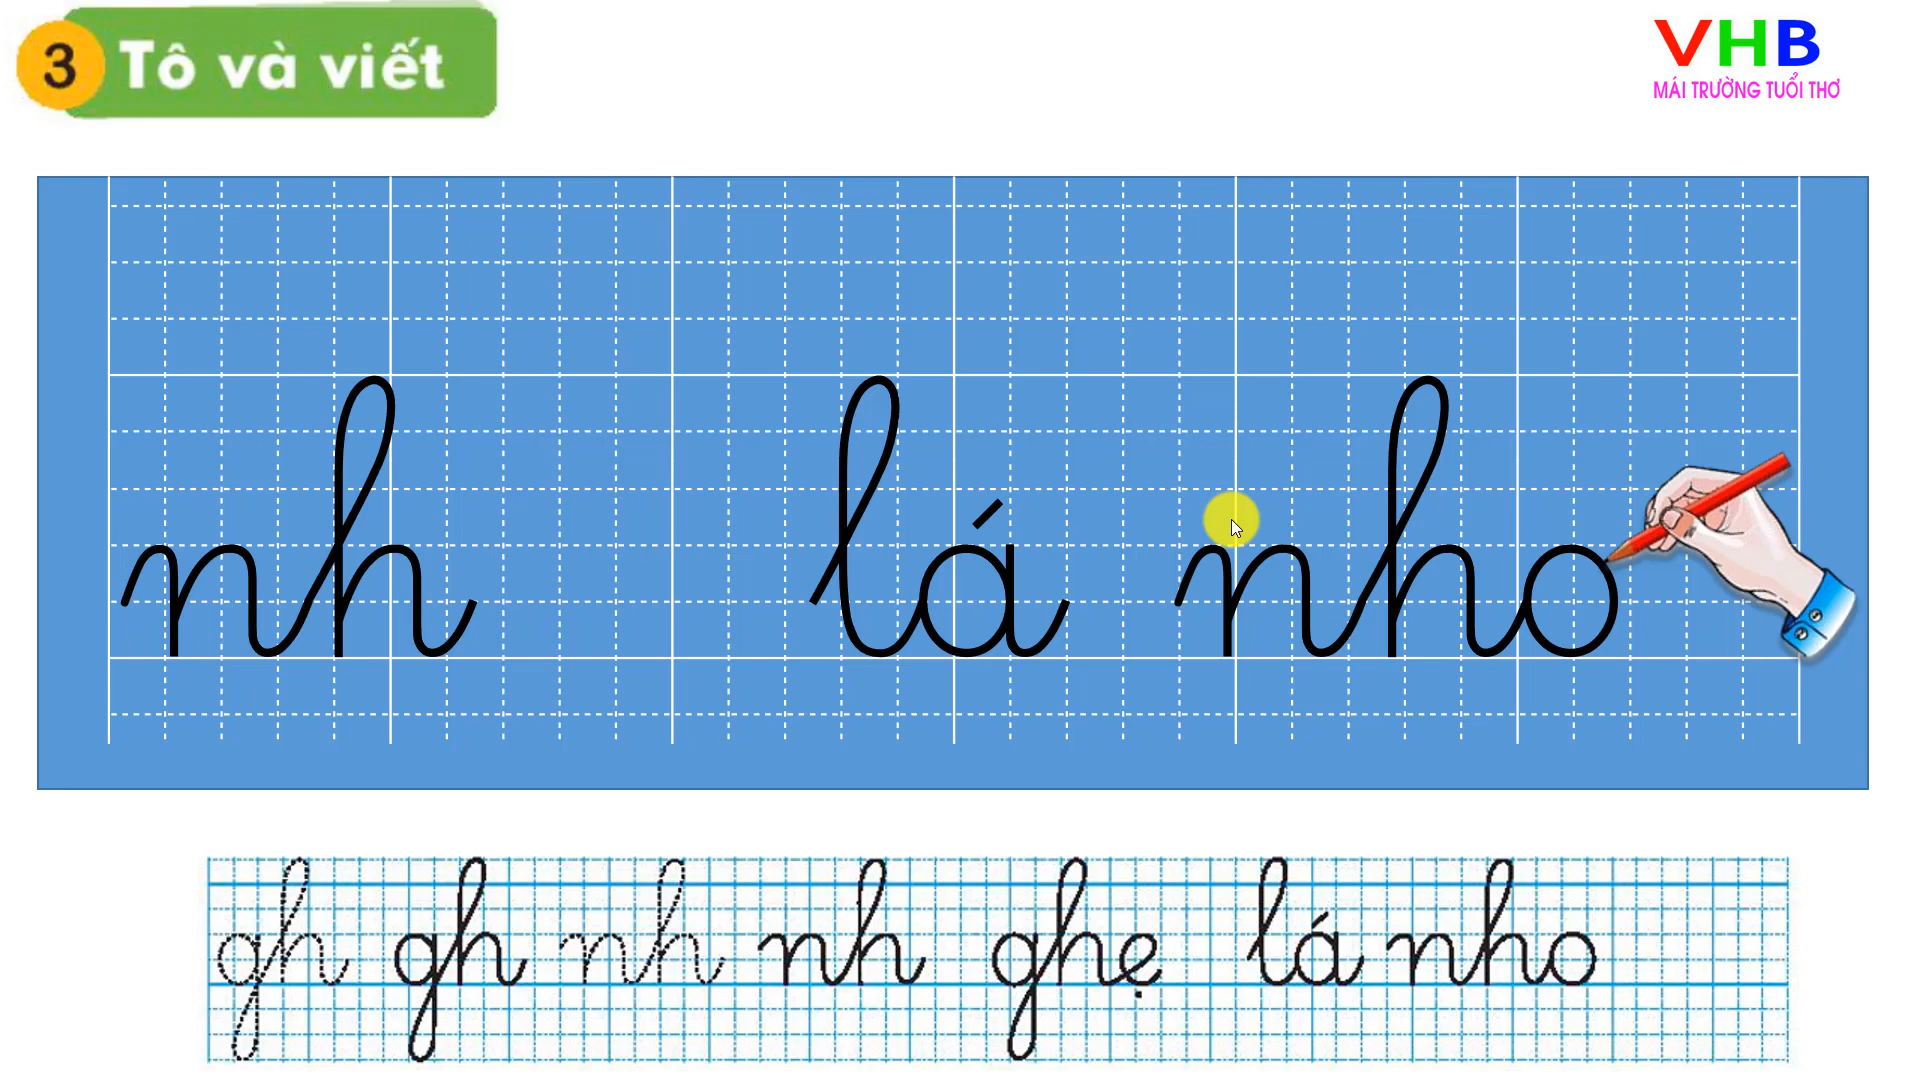 3 Tô và viết
VHB
MÁI TRƯỜNG TUỔI THƠ
nh lá nho
gh gh nh nh ghẹ lá nho